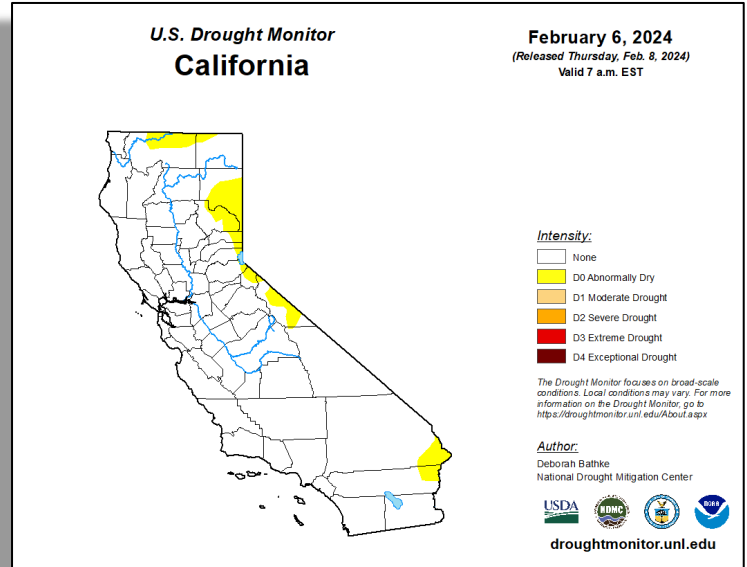 U.S. Drought Monitor
California
February 6, 2024
(Released Thursday, Feb. 8, 2024)
Valid 7 a.m. EST
Intensity:
None
D0 Abnormally Dry
D1 Moderate Drought
D2 Severe Drought
D3 Extreme Drought
D4 Exceptional Drought
The Drought Monitor focuses on broad-scale
conditions. Local conditions may vary. For more
information on the Drought Monitor, go to
https://droughtmonitor.unl.edu/About.aspx
Author:
Deborah Bathke
National Drought Mitigation Center
USDA
NDMC
NOAA
droughtmonitor.unl.edu